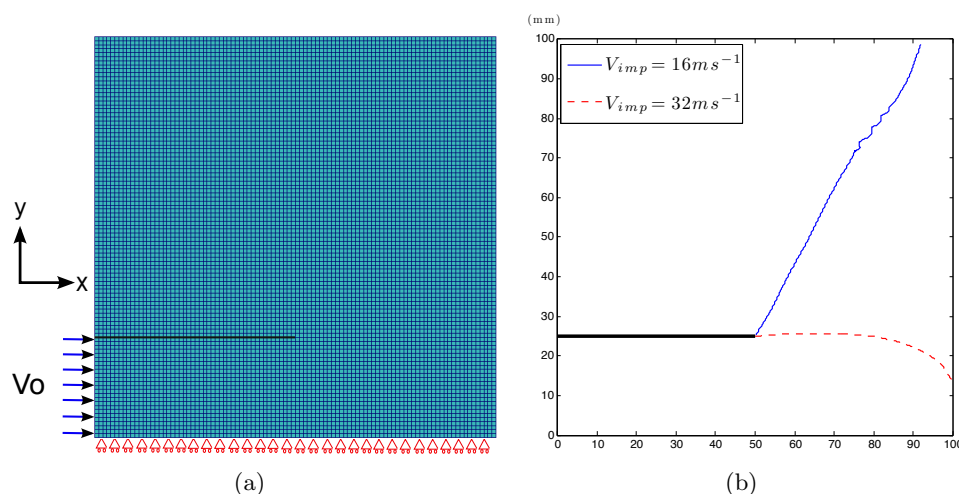 y
x
Vo
(a)
(mm)
100
90
80
70
60
50
40
30
20
10
0
V_{imp} = 16ms^{-1}
V_{imp} = 32ms^{-1}
0 10 20 30 40 50 60 70 80 90 100
(b)